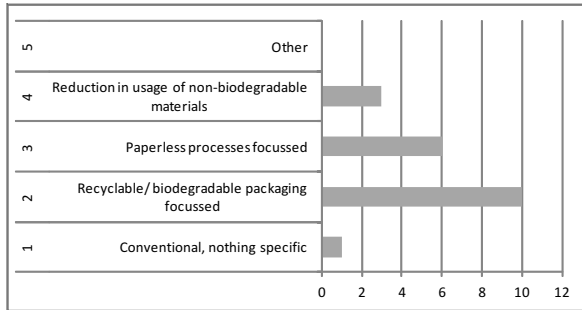 5
Other
4
Reduction in usage of non-biodegradable
materials
3
Paperless processes focussed
2
Recyclable/ biodegradable packaging
focussed
1
Conventional, nothing specific
0 2 4 6 8 10 12